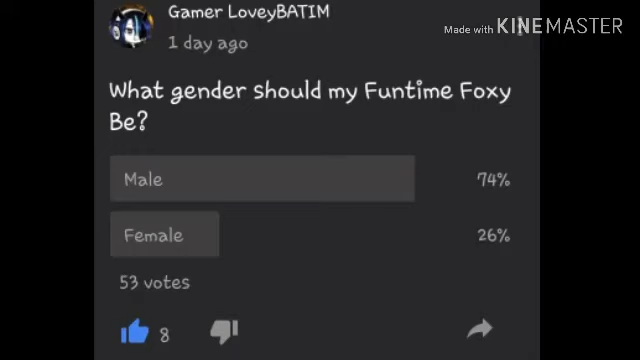 Gamer LoveyBATIM
Made with KINEMASTER
1 day ago
What gender should my Funtime Foxy
Be?
Male 74%
Female 26%
53 votes
8